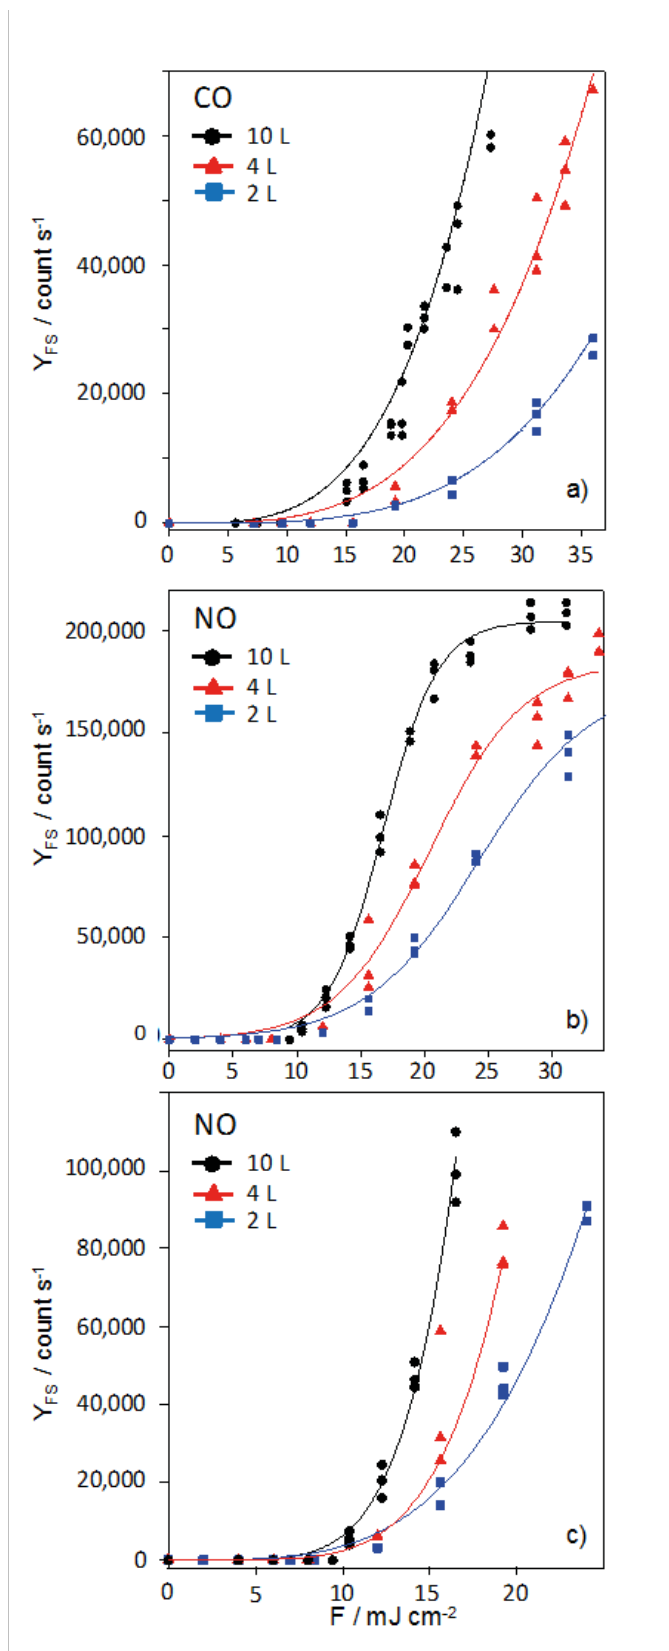 CO
10 L
4 L
2 L
60,000
40,000
20,000
0
Y_FS / count s⁻¹
a)
0 5 10 15 20 25 30 35
NO
10 L
4 L
2 L
200,000
150,000
100,000
50,000
0
Y_FS / count s⁻¹
b)
0 5 10 15 20 25 30
NO
10 L
4 L
2 L
100,000
80,000
60,000
40,000
20,000
0
Y_FS / count s⁻¹
c)
0 5 10 15 20
F / mJ cm⁻²